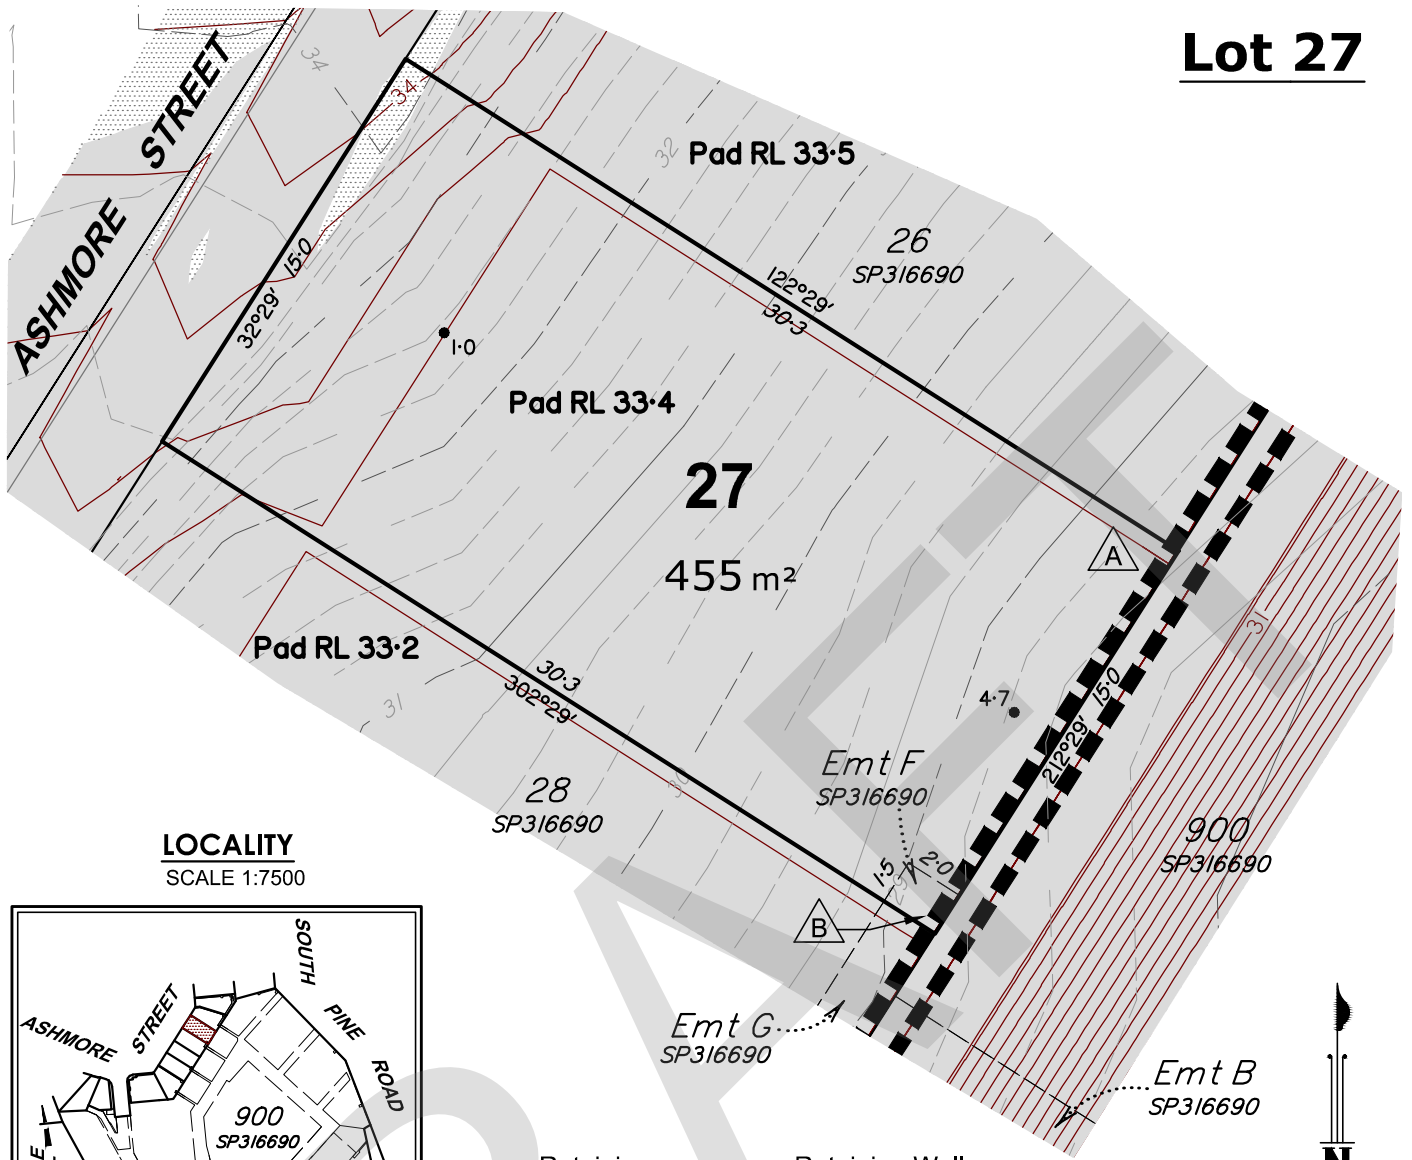 Lot 27
34
STREET
34
32
Pad RL 33·5
ASHMORE
26
SP316690
15·0
32°29'
122°29'
30·3
1·0
Pad RL 33·4
27
455 m²
A
31
Pad RL 33·2
30·3
302°29'
31
4·7
15·0
212°29'
Emt F
SP316690
30
28
SP316690
900
SP316690
LOCALITY
SCALE 1:7500
1·5
2·0
29
B
SOUTH
PINE
ROAD
ASHMORE
STREET
Emt G
SP316690
Emt B
SP316690
900
SP316690
E
N